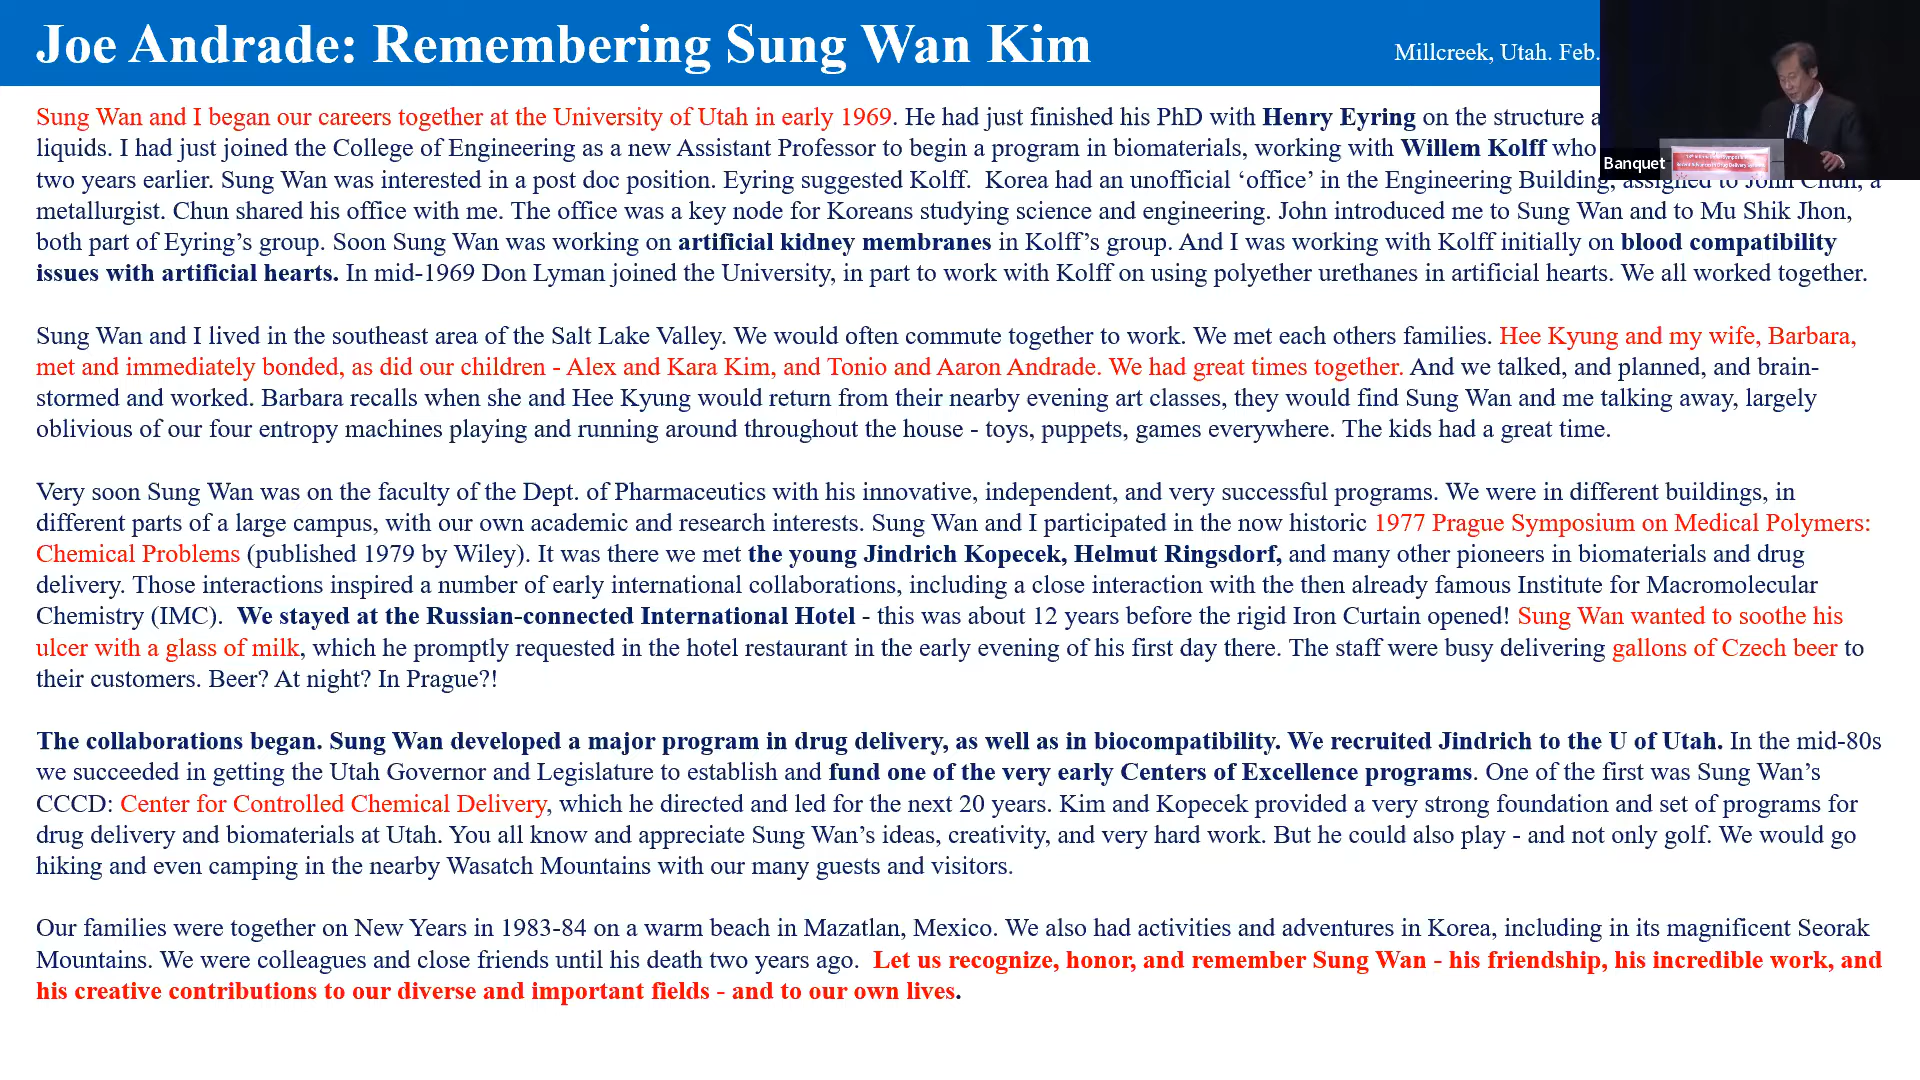 Joe Andrade: Remembering Sung Wan Kim
Millcreek, Utah. Feb.
Sung Wan and I began our careers together at the University of Utah in early 1969. He had just finished his PhD with Henry Eyring on the structure
liquids. I had just joined the College of Engineering as a new Assistant Professor to begin a program in biomaterials, working with Willem Kolff who
Banquet
two years earlier. Sung Wan was interested in a post doc position. Eyring suggested Kolff.  Korea had an unofficial ‘office’ in the Engineering Building, assigned to John Chun, a
metallurgist. Chun shared his office with me. The office was a key node for Koreans studying science and engineering. John introduced me to Sung Wan and to Mu Shik Jhon,
both part of Eyring’s group. Soon Sung Wan was working on artificial kidney membranes in Kolff’s group. And I was working with Kolff initially on blood compatibility
issues with artificial hearts. In mid-1969 Don Lyman joined the University, in part to work with Kolff on using polyether urethanes in artificial hearts. We all worked together.
Sung Wan and I lived in the southeast area of the Salt Lake Valley. We would often commute together to work. We met each others families. Hee Kyung and my wife, Barbara,
met and immediately bonded, as did our children - Alex and Kara Kim, and Tonio and Aaron Andrade. We had great times together. And we talked, and planned, and brain-
stormed and worked. Barbara recalls when she and Hee Kyung would return from their nearby evening art classes, they would find Sung Wan and me talking away, largely
oblivious of our four entropy machines playing and running around throughout the house - toys, puppets, games everywhere. The kids had a great time.
Very soon Sung Wan was on the faculty of the Dept. of Pharmaceutics with his innovative, independent, and very successful programs. We were in different buildings, in
different parts of a large campus, with our own academic and research interests. Sung Wan and I participated in the now historic 1977 Prague Symposium on Medical Polymers:
Chemical Problems (published 1979 by Wiley). It was there we met the young Jindrich Kopecek, Helmut Ringsdorf, and many other pioneers in biomaterials and drug
delivery. Those interactions inspired a number of early international collaborations, including a close interaction with the then already famous Institute for Macromolecular
Chemistry (IMC).  We stayed at the Russian-connected International Hotel - this was about 12 years before the rigid Iron Curtain opened! Sung Wan wanted to soothe his
ulcer with a glass of milk, which he promptly requested in the hotel restaurant in the early evening of his first day there. The staff were busy delivering gallons of Czech beer to
their customers. Beer? At night? In Prague?!
The collaborations began. Sung Wan developed a major program in drug delivery, as well as in biocompatibility. We recruited Jindrich to the U of Utah. In the mid-80s
we succeeded in getting the Utah Governor and Legislature to establish and fund one of the very early Centers of Excellence programs. One of the first was Sung Wan’s
CCCD: Center for Controlled Chemical Delivery, which he directed and led for the next 20 years. Kim and Kopecek provided a very strong foundation and set of programs for
drug delivery and biomaterials at Utah. You all know and appreciate Sung Wan’s ideas, creativity, and very hard work. But he could also play - and not only golf. We would go
hiking and even camping in the nearby Wasatch Mountains with our many guests and visitors.
Our families were together on New Years in 1983-84 on a warm beach in Mazatlan, Mexico. We also had activities and adventures in Korea, including in its magnificent Seorak
Mountains. We were colleagues and close friends until his death two years ago.  Let us recognize, honor, and remember Sung Wan - his friendship, his incredible work, and
his creative contributions to our diverse and important fields - and to our own lives.